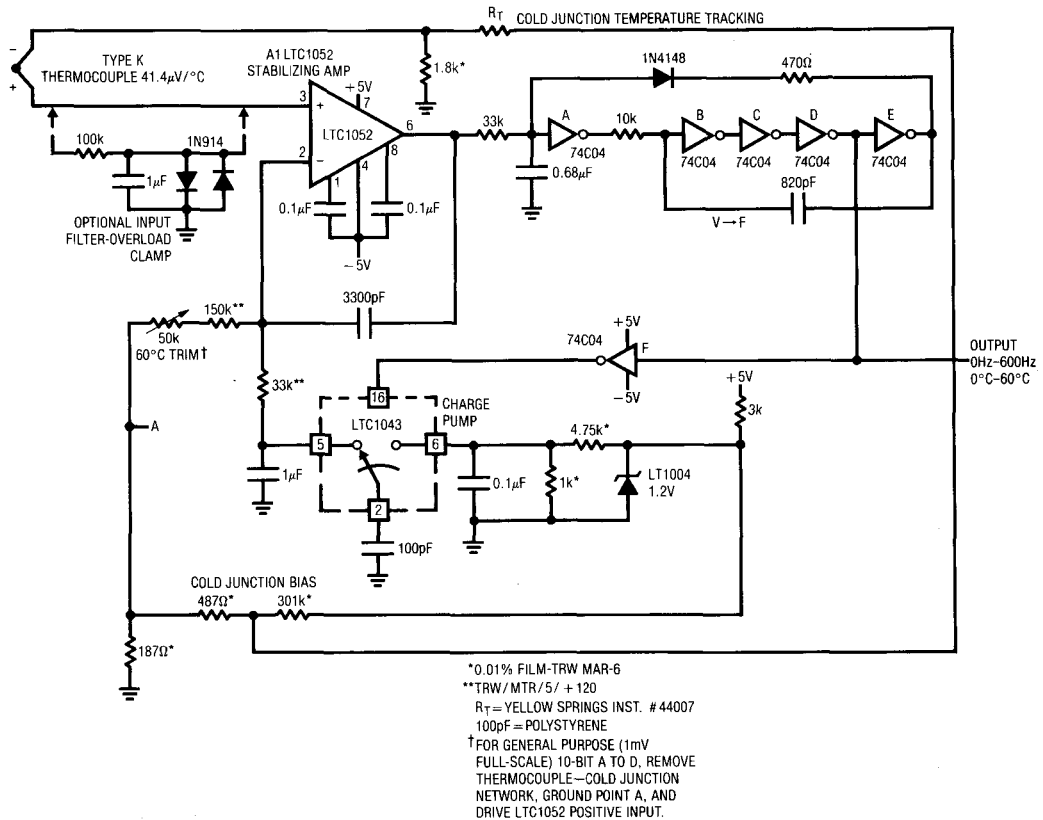 R_T COLD JUNCTION TEMPERATURE TRACKING
−
TYPE K
THERMOCOUPLE 41.4µV/°C
+
A1 LTC1052
STABILIZING AMP
1.8k*
1N4148
470Ω
+5V
7
3
+
LTC1052
6
2
−
8
4
1
0.1µF
0.1µF
−5V
33k
A
74C04
0.68µF
10k
B
74C04
C
74C04
D
74C04
E
74C04
820pF
V→F
100k
1N914
1µF
OPTIONAL INPUT
FILTER-OVERLOAD
CLAMP
3300pF
50k
60°C TRIM†
150k**
33k**
A
74C04
+5V
F
−5V
OUTPUT
0Hz–600Hz
0°C–60°C
16
LTC1043
CHARGE
PUMP
5
6
2
1µF
100pF
0.1µF
4.75k*
1k*
+5V
3k
LT1004
1.2V
COLD JUNCTION BIAS
487Ω*
301k*
187Ω*
*0.01% FILM-TRW MAR-6
**TRW/MTR/5/+120
R_T=YELLOW SPRINGS INST. #44007
100pF=POLYSTYRENE
†FOR GENERAL PURPOSE (1mV
FULL-SCALE) 10-BIT A TO D, REMOVE
THERMOCOUPLE—COLD JUNCTION
NETWORK, GROUND POINT A, AND
DRIVE LTC1052 POSITIVE INPUT.